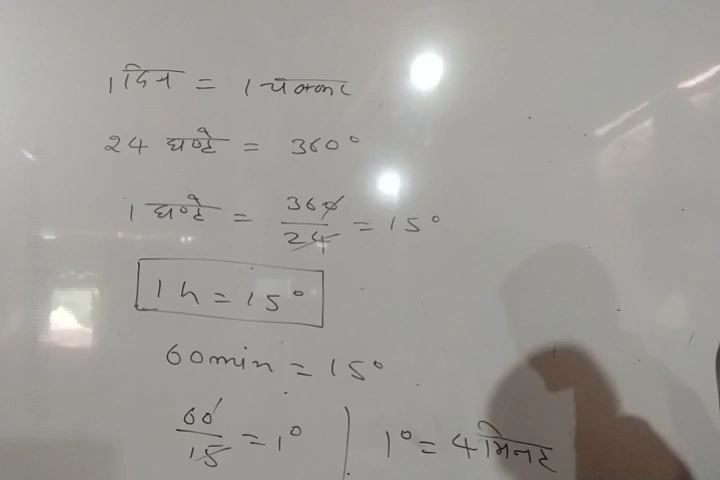 1 दिन = 1 चक्कर
24 घण्टे = 360°
1 घण्टे = 360/24 = 15°
1 h = 15°
60 min = 15°
60/15 = 1° | 1° = 4 मिनट